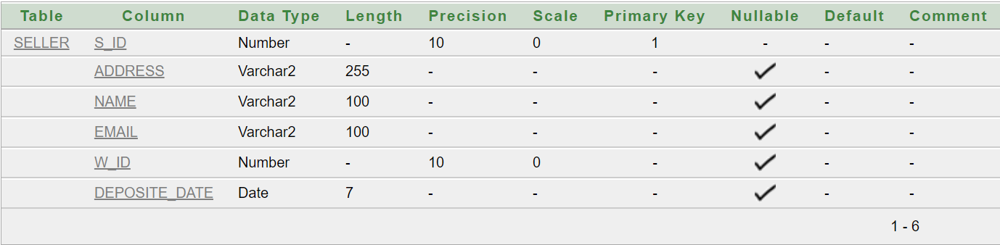 Table Column Data Type Length Precision Scale Primary Key Nullable Default Comment
SELLER S_ID Number - 10 0 1 - - -
ADDRESS Varchar2 255 - - - - -
NAME Varchar2 100 - - - - -
EMAIL Varchar2 100 - - - - -
W_ID Number - 10 0 - - -
DEPOSITE_DATE Date 7 - - - - -
1 - 6